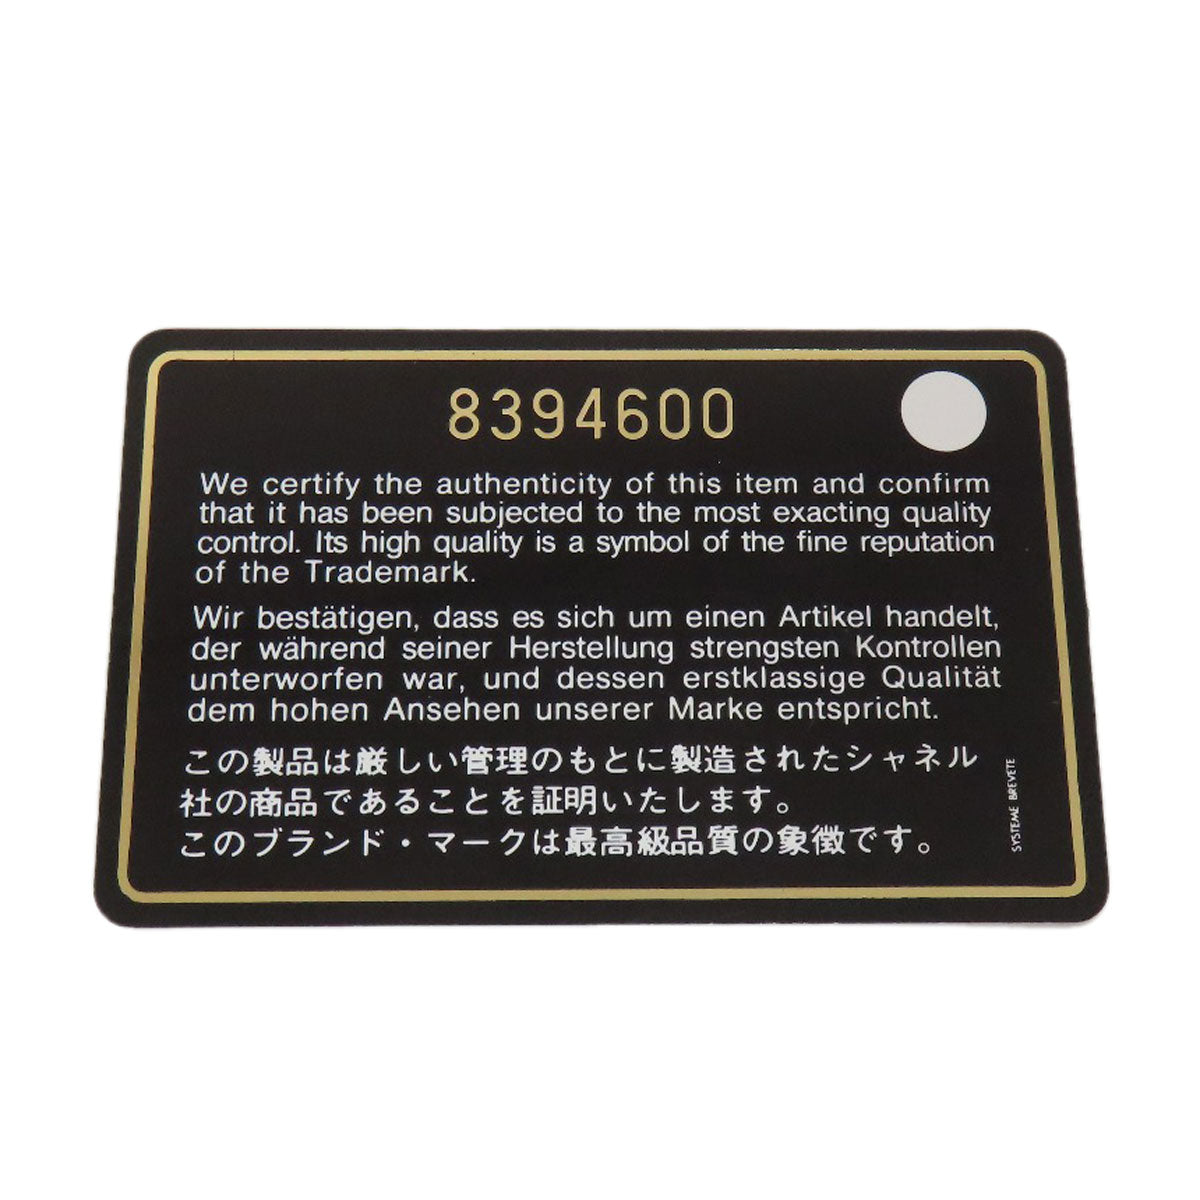 8394600
We certify the authenticity of this item and confirm
that it has been subjected to the most exacting quality
control. Its high quality is a symbol of the fine reputation
of the Trademark.
Wir bestätigen, dass es sich um einen Artikel handelt,
der während seiner Herstellung strengsten Kontrollen
unterworfen war, und dessen erstklassige Qualität
dem hohen Ansehen unserer Marke entspricht.
この製品は厳しい管理のもとに製造されたシャネル
社の商品であることを証明いたします。
このブランド・マークは最高級品質の象徴です。
SYSTEME BREVETE